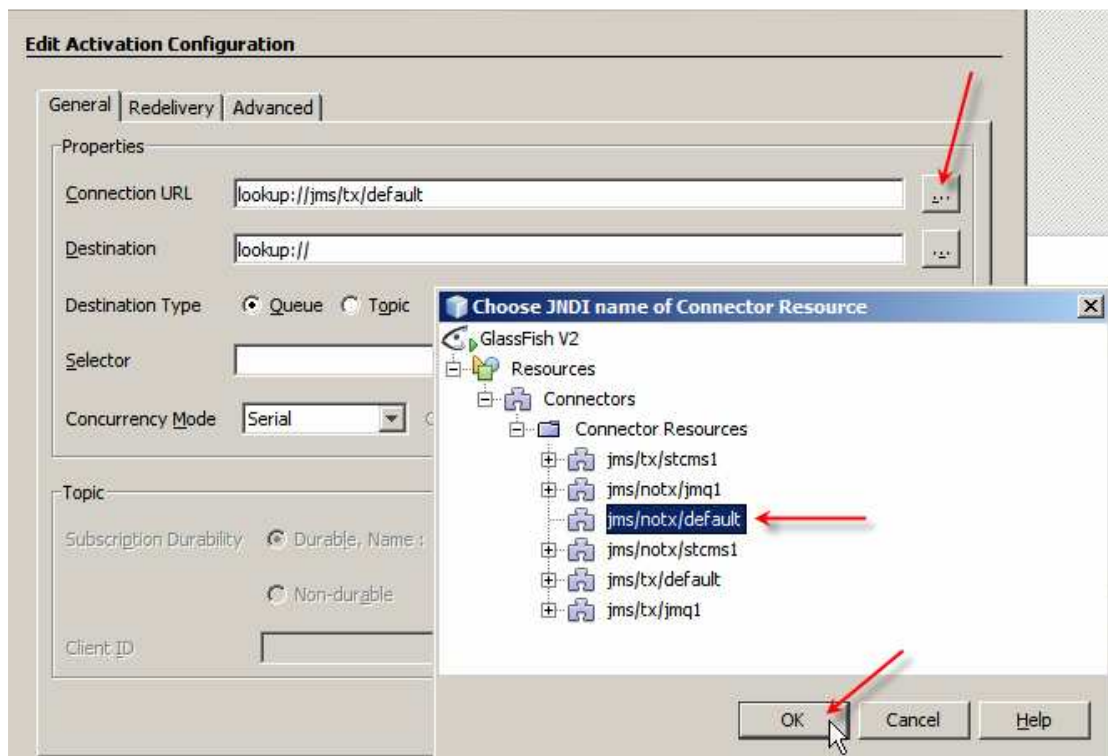 Edit Activation Configuration
General Redelivery Advanced
Properties
Connection URL lookup://jms/tx/default ...
Destination lookup:// ...
Destination Type Queue Topic
Selector
Concurrency Mode Serial
Topic
Subscription Durability Durable, Name :
Non-durable
Client ID
Choose JNDI name of Connector Resource
GlassFish V2
Resources
Connectors
Connector Resources
jms/tx/stcms1
jms/notx/jmq1
jms/notx/default
jms/notx/stcms1
jms/tx/default
jms/tx/jmq1
OK Cancel Help